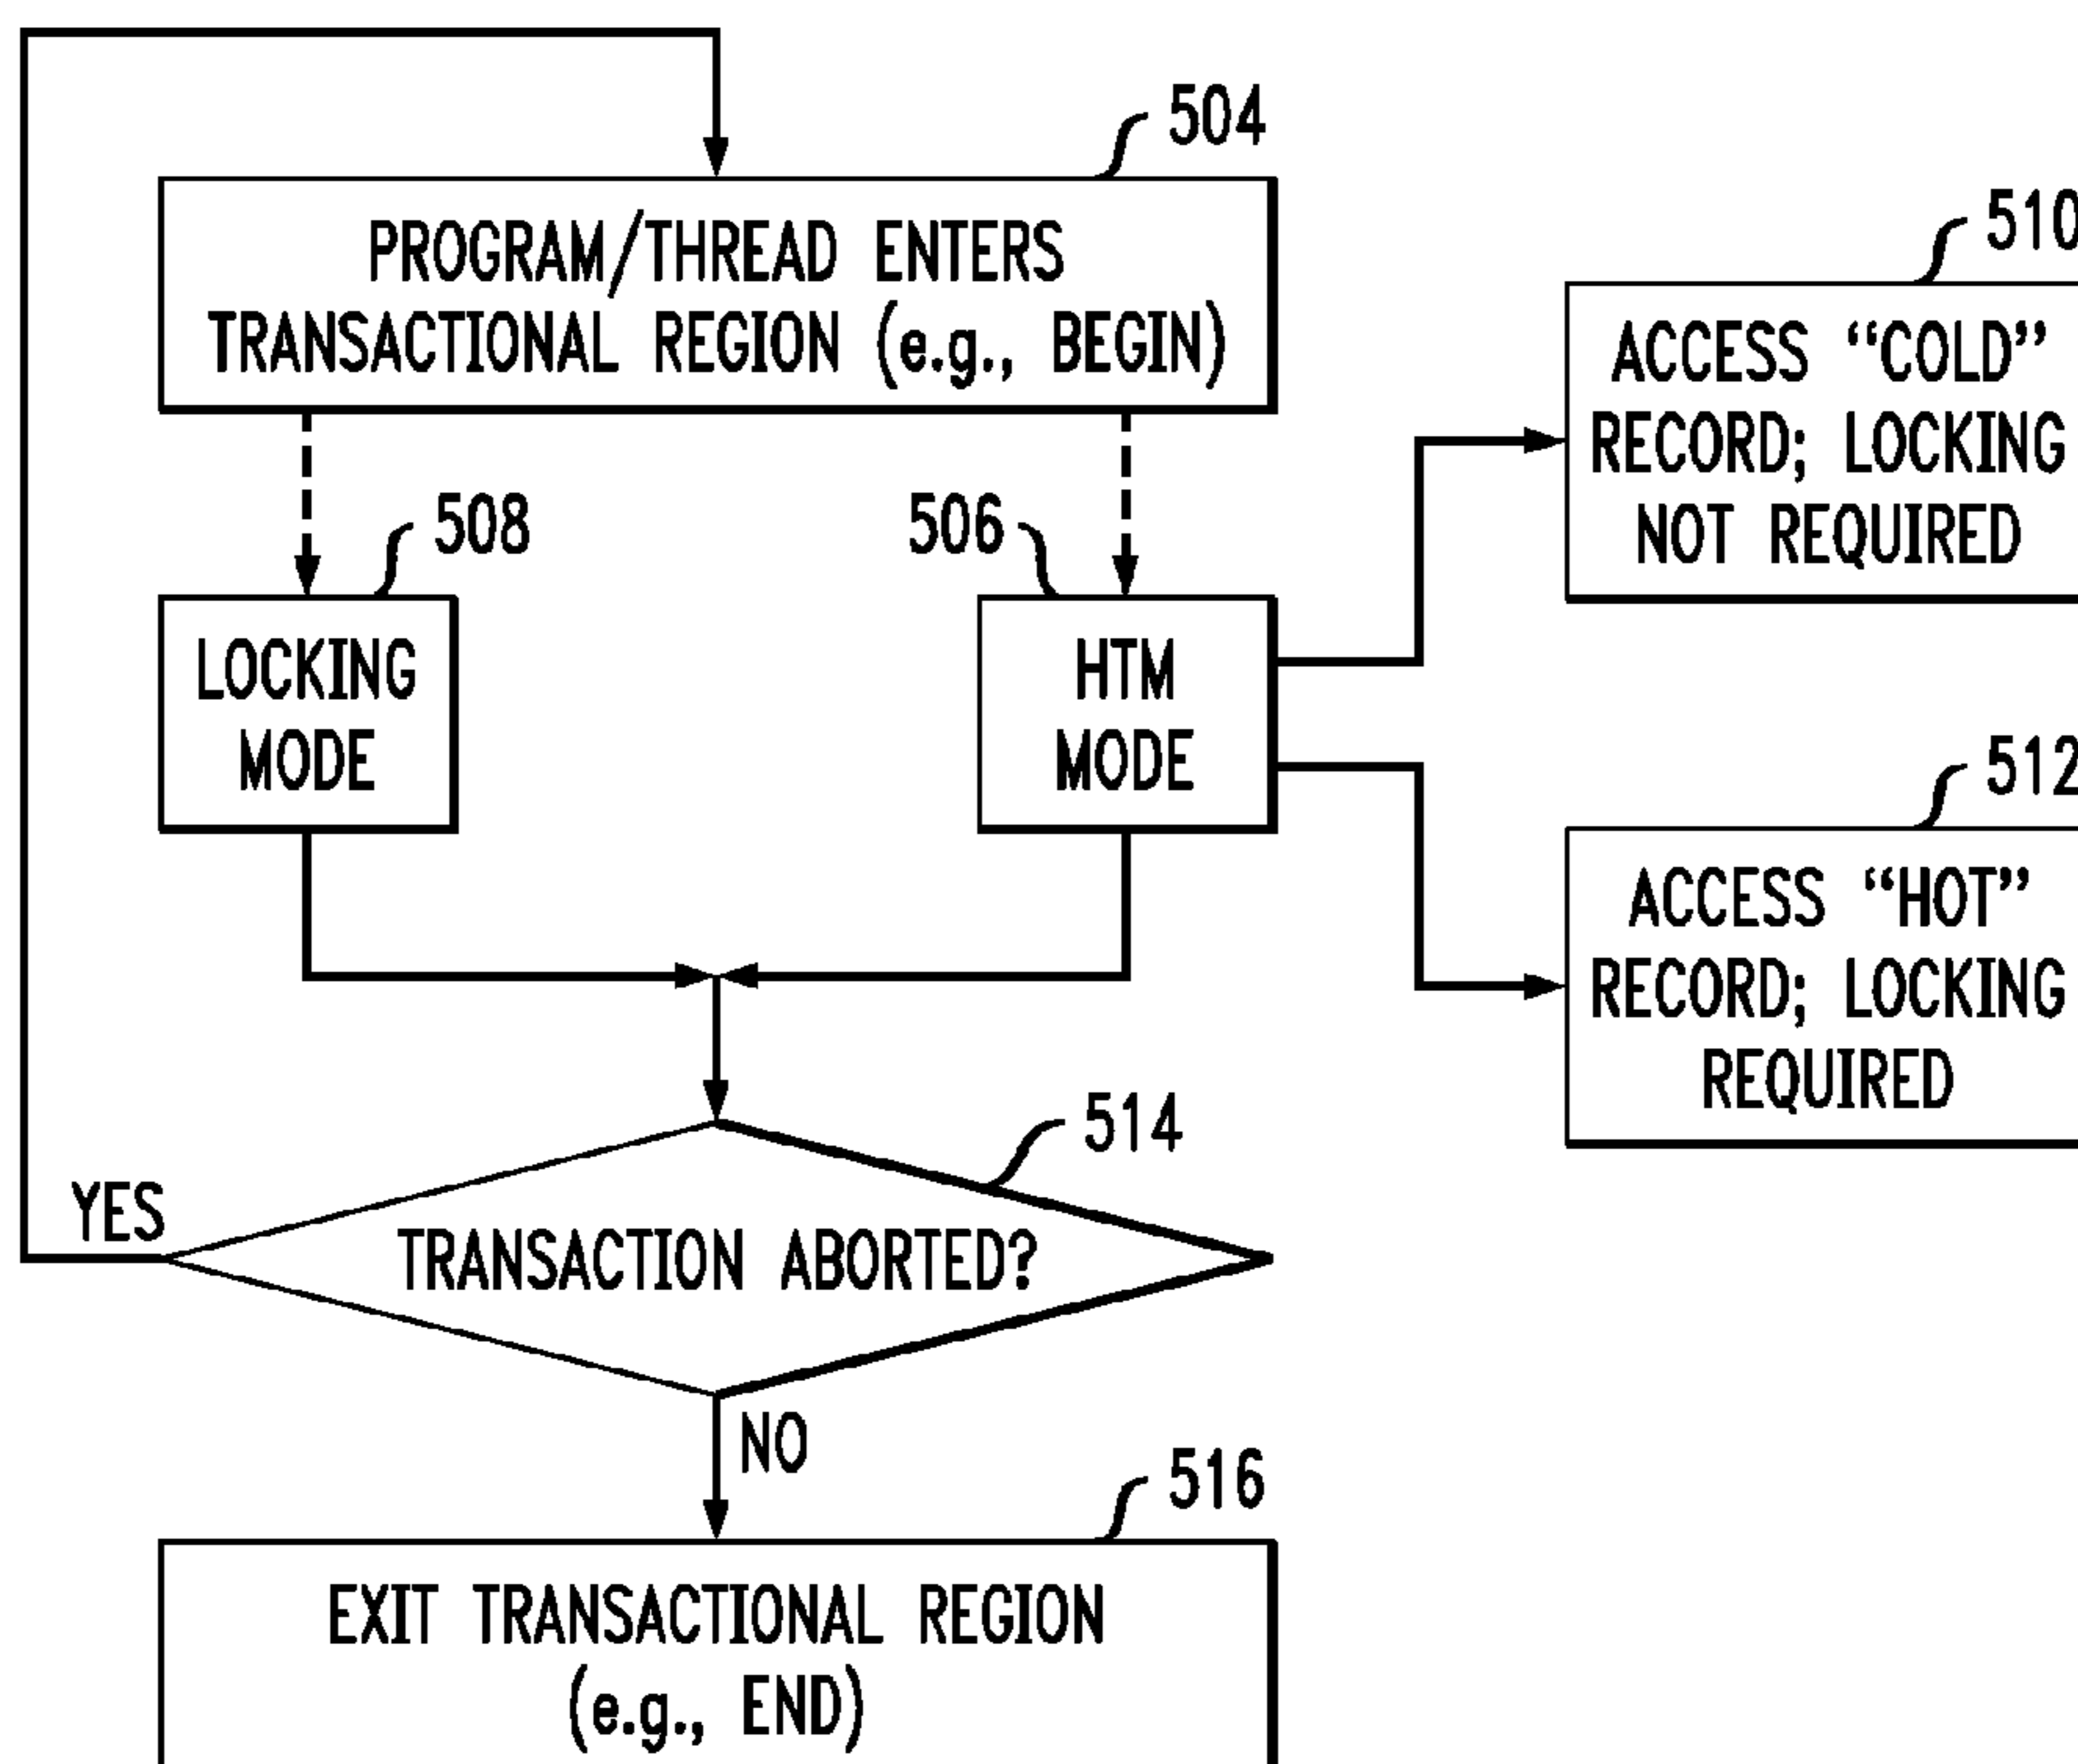 504
PROGRAM/THREAD ENTERS
TRANSACTIONAL REGION (e.g., BEGIN)
510
ACCESS “COLD”
RECORD; LOCKING
NOT REQUIRED
508
506
LOCKING
MODE
HTM
MODE
512
ACCESS “HOT”
RECORD; LOCKING
REQUIRED
514
YES
TRANSACTION ABORTED?
NO
516
EXIT TRANSACTIONAL REGION
(e.g., END)